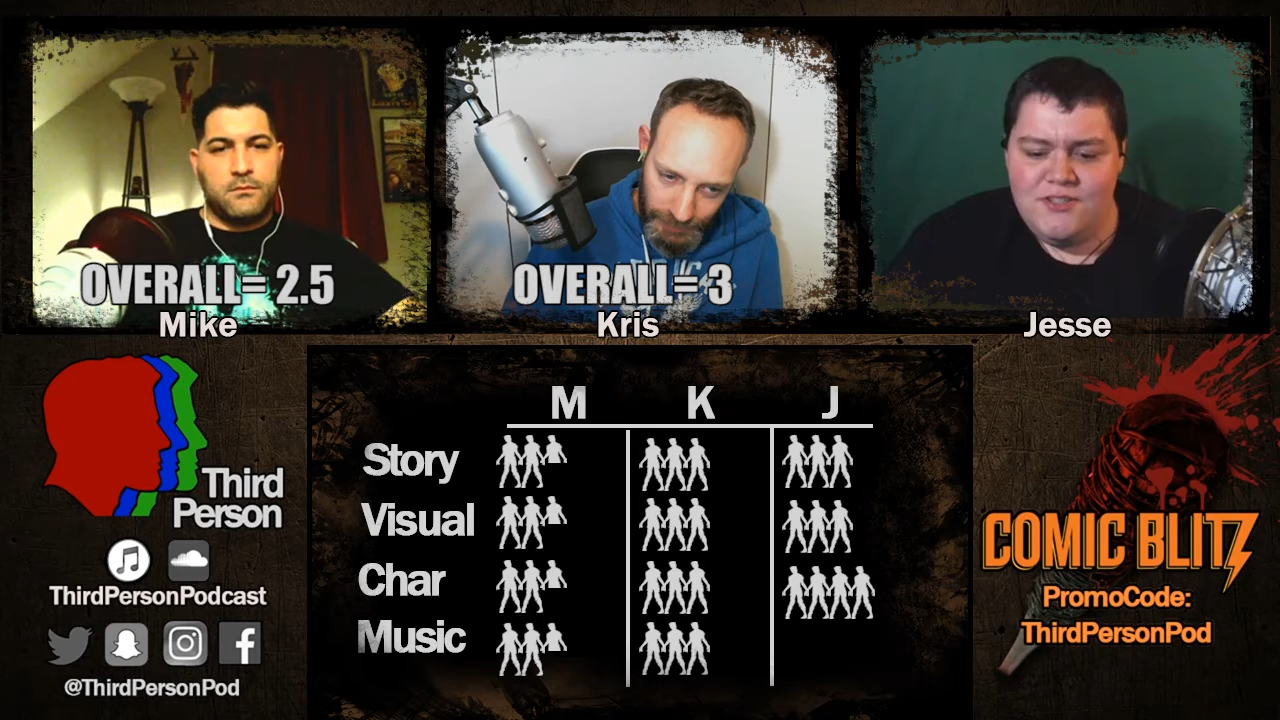 OVERALL= 2.5
OVERALL= 3
Mike
Kris
Jesse
M K J
Story
Visual
Char
Music
Third
Person
ThirdPersonPodcast
@ThirdPersonPod
COMIC BLITZ
PromoCode:
ThirdPersonPod